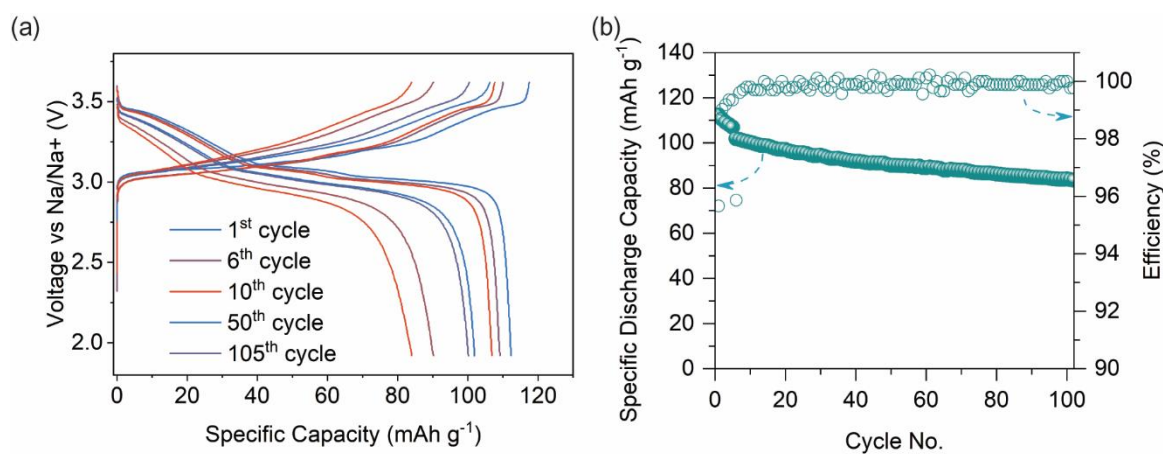 (a)
Voltage vs Na/Na+ (V)
3.5
3.0
2.5
2.0
1st cycle
6th cycle
10th cycle
50th cycle
105th cycle
0 20 40 60 80 100 120
Specific Capacity (mAh g-1)
(b)
Specific Discharge Capacity (mAh g-1)
140
120
100
80
60
40
20
0
0 20 40 60 80 100
Cycle No.
100
98
96
94
92
90
Efficiency (%)